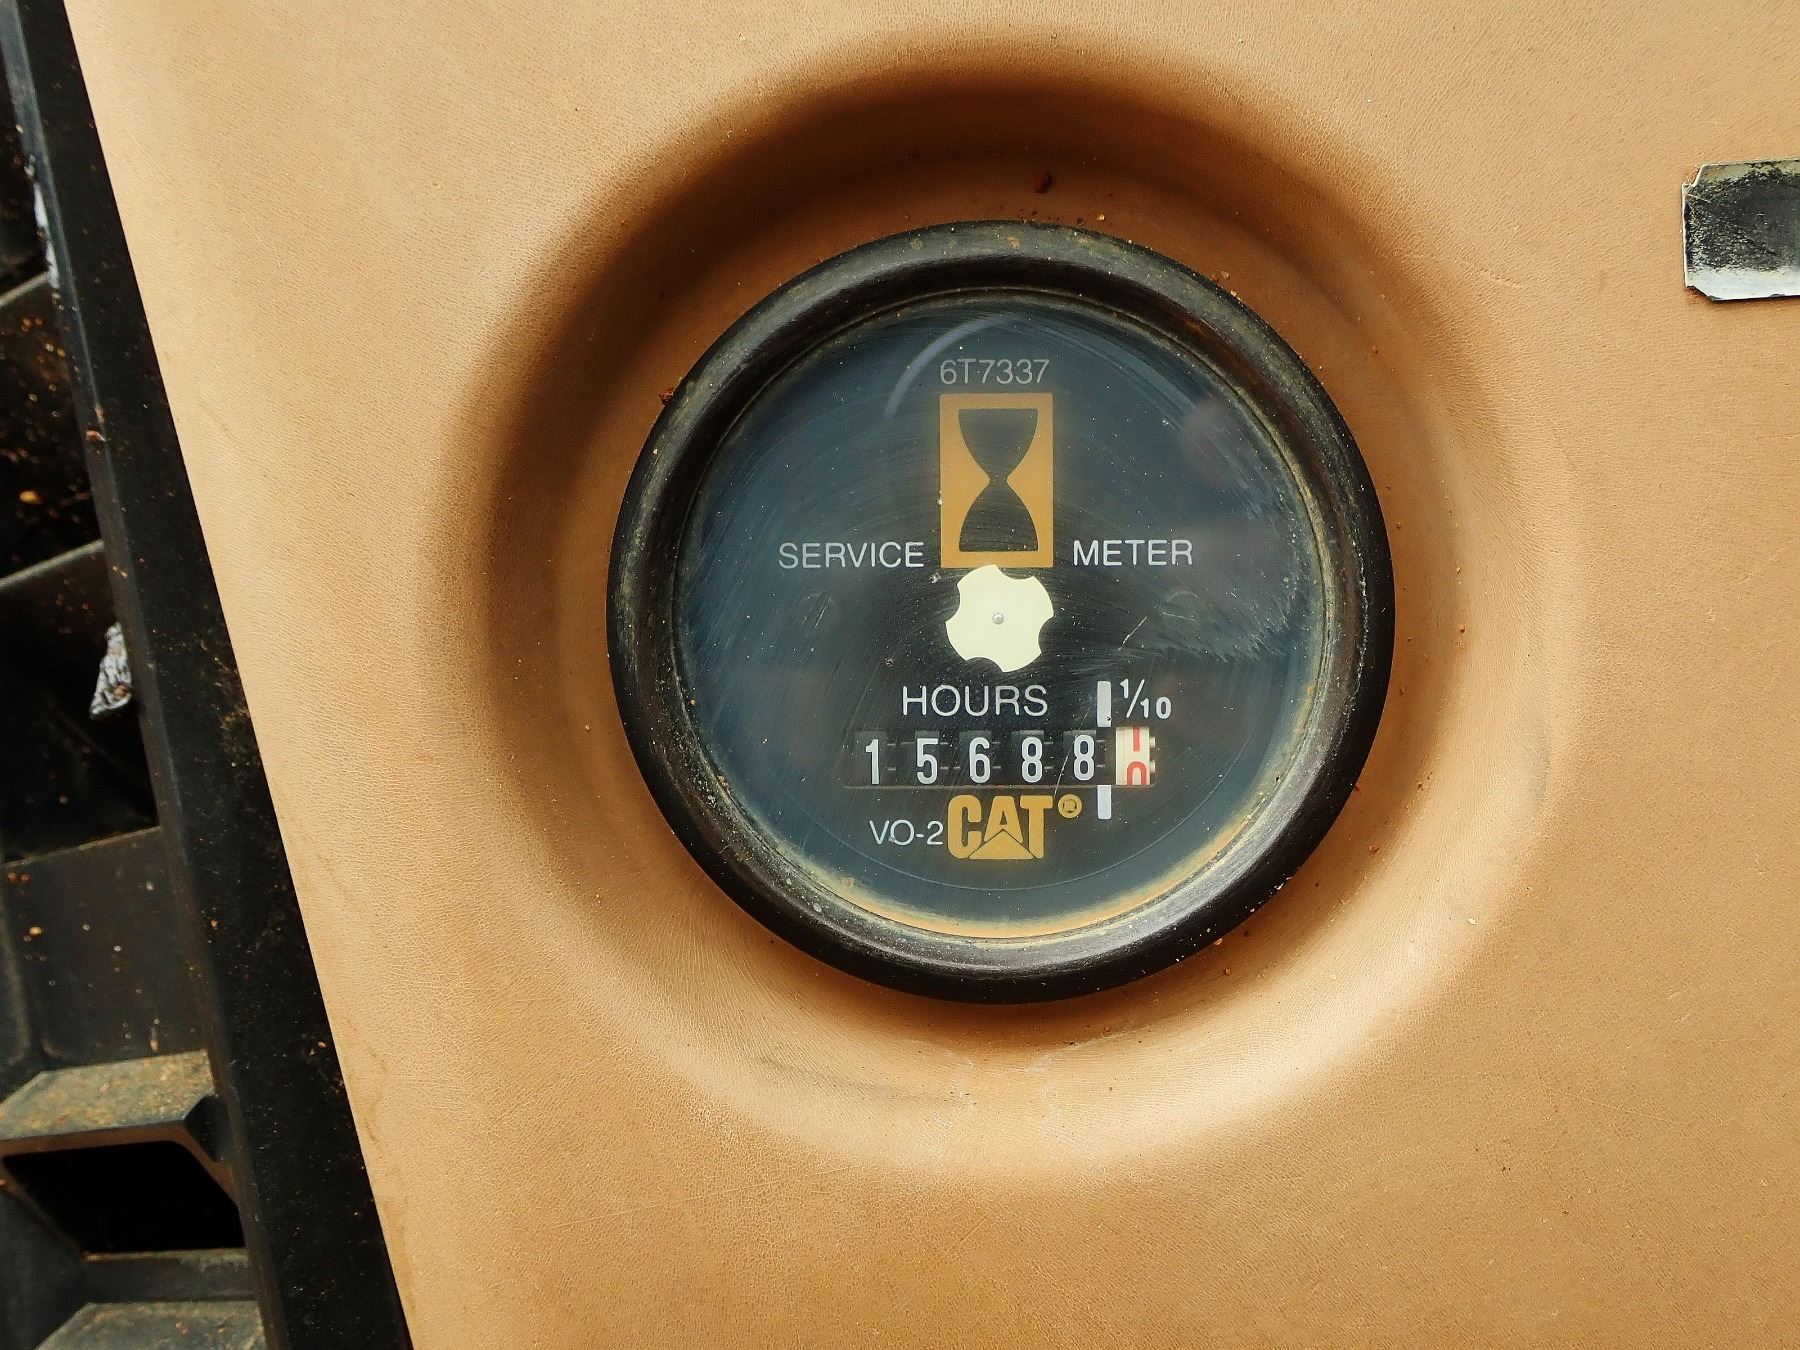 6T7337
SERVICE METER
HOURS 1/10
15688
VO-2 CAT®